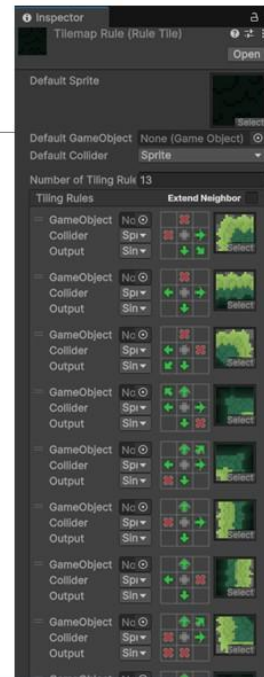 Inspector
Tilemap Rule (Rule Tile)
Open
Default Sprite
Select
Default GameObject None (Game Object)
Default Collider Sprite
Number of Tiling Rule 13
Tiling Rules Extend Neighbor
GameObject No
Collider Spr
Output Sin
Select
GameObject No
Collider Spr
Output Sin
Select
GameObject No
Collider Spr
Output Sin
Select
GameObject No
Collider Spr
Output Sin
Select
GameObject No
Collider Spr
Output Sin
Select
GameObject No
Collider Spr
Output Sin
Select
GameObject No
Collider Spr
Output Sin
Select
GameObject No
Collider Spr
Output Sin
Select